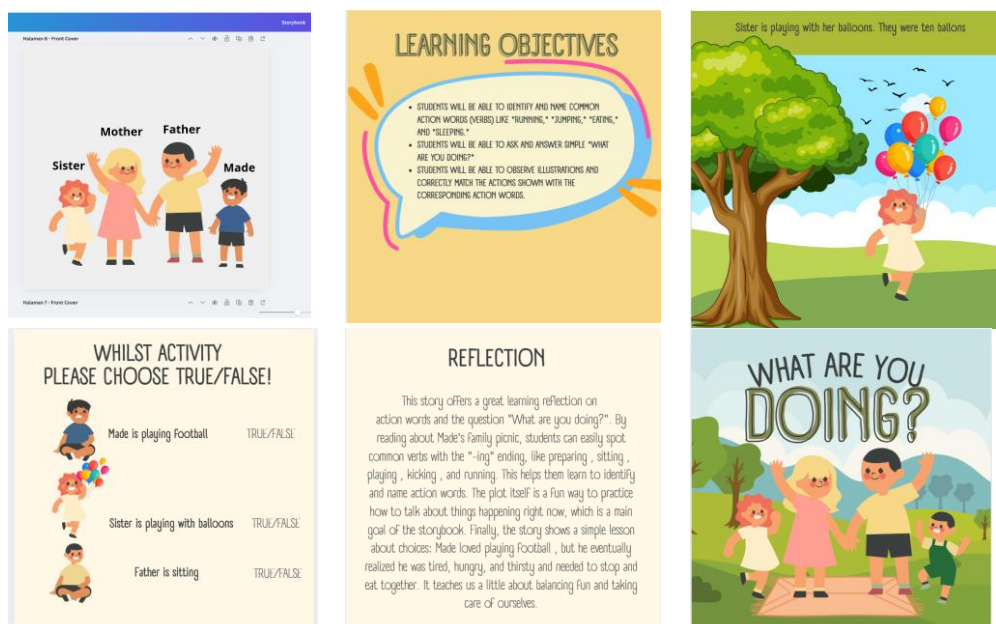 Storybook
Halaman 6 - Front Cover
Mother
Father
Sister
Made
Halaman 7 - Front Cover
LEARNING OBJECTIVES
• STUDENTS WILL BE ABLE TO IDENTIFY AND NAME COMMON
ACTION WORDS (VERBS) LIKE "RUNNING," "JUMPING," "EATING,"
AND "SLEEPING."
• STUDENTS WILL BE ABLE TO ASK AND ANSWER SIMPLE "WHAT
ARE YOU DOING?"
• STUDENTS WILL BE ABLE TO OBSERVE ILLUSTRATIONS AND
CORRECTLY MATCH THE ACTIONS SHOWN WITH THE
CORRESPONDING ACTION WORDS.
Sister is playing with her balloons. They were ten ballons
WHILST ACTIVITY
PLEASE CHOOSE TRUE/FALSE!
Made is playing football TRUE/FALSE
Sister is playing with balloons TRUE/FALSE
Father is sitting TRUE/FALSE
REFLECTION
This story offers a great learning reflection on
action words and the question "What are you doing?". By
reading about Made's family picnic, students can easily spot
common verbs with the "-ing" ending, like preparing , sitting ,
playing , kicking , and running. This helps them learn to identify
and name action words. The plot itself is a fun way to practice
how to talk about things happening right now, which is a main
goal of the storybook. Finally, the story shows a simple lesson
about choices: Made loved playing football , but he eventually
realized he was tired, hungry, and thirsty and needed to stop and
eat together. It teaches us a little about balancing fun and taking
care of ourselves.
WHAT ARE YOU
DOING?